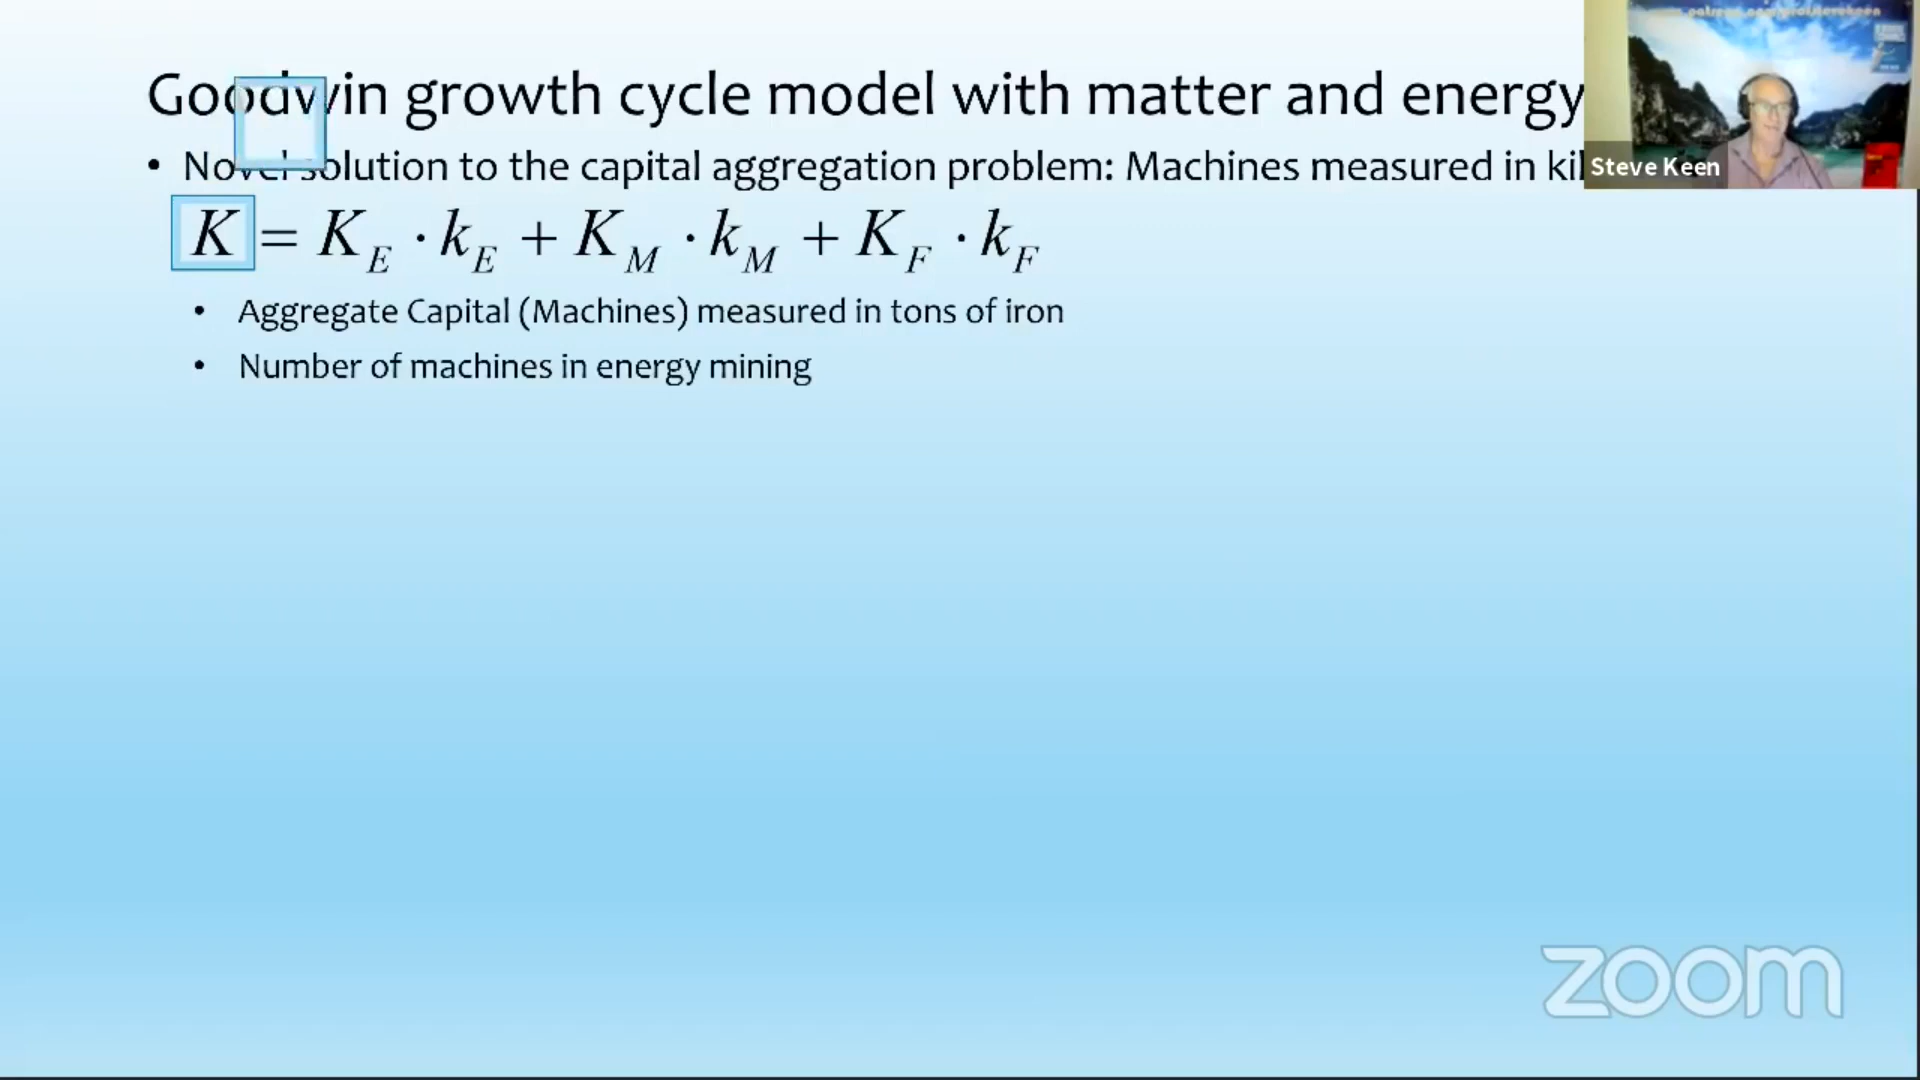 Goodwin growth cycle model with matter and energy
• Novel solution to the capital aggregation problem: Machines measured in
K = K_E · k_E + K_M · k_M + K_F · k_F
• Aggregate Capital (Machines) measured in tons of iron
• Number of machines in energy mining
Steve Keen
zoom